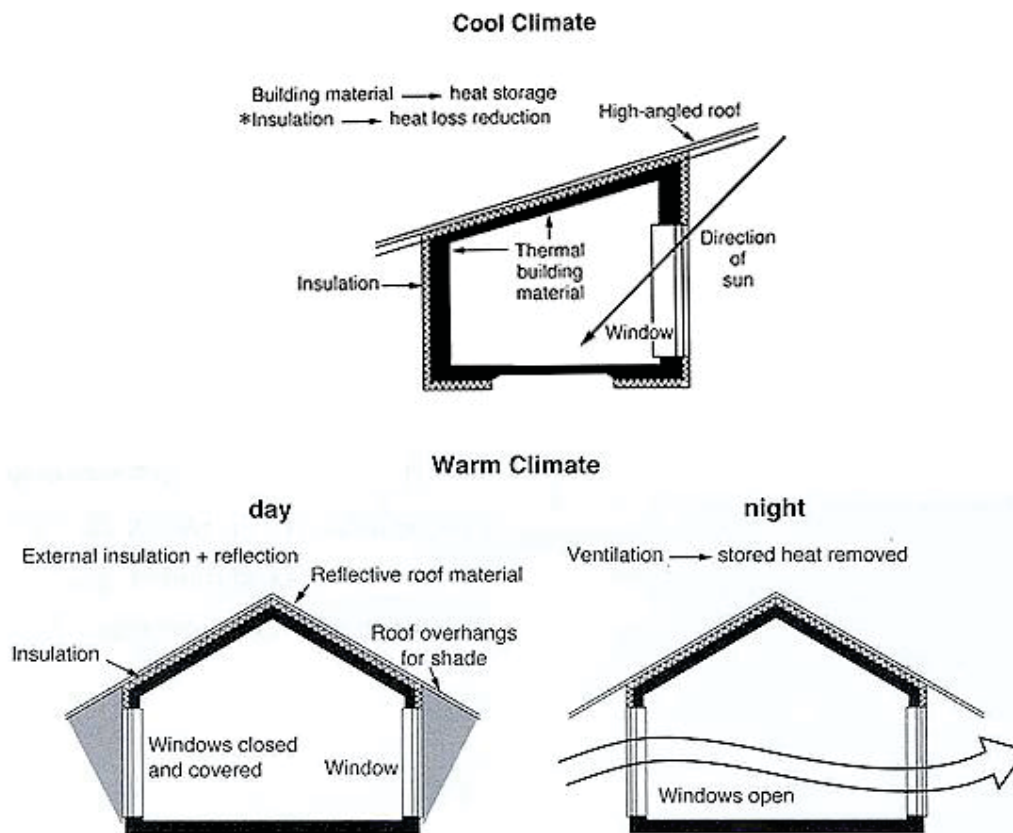 Cool Climate
Building material → heat storage
*Insulation → heat loss reduction
High-angled roof
Thermal
building
material
Direction
of
sun
Insulation
Window
Warm Climate
day
External insulation + reflection
Reflective roof material
Roof overhangs
for shade
Insulation
Windows closed
and covered
Window
night
Ventilation → stored heat removed
Windows open